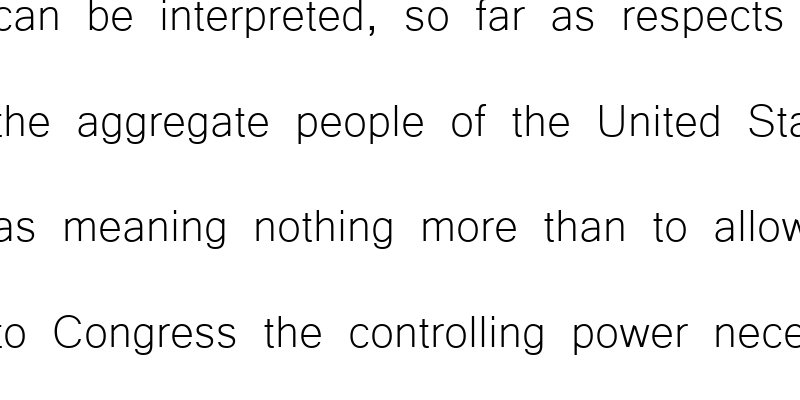 can be interpreted, so far as respects
the aggregate people of the United Sta
as meaning nothing more than to allow
to Congress the controlling power nece